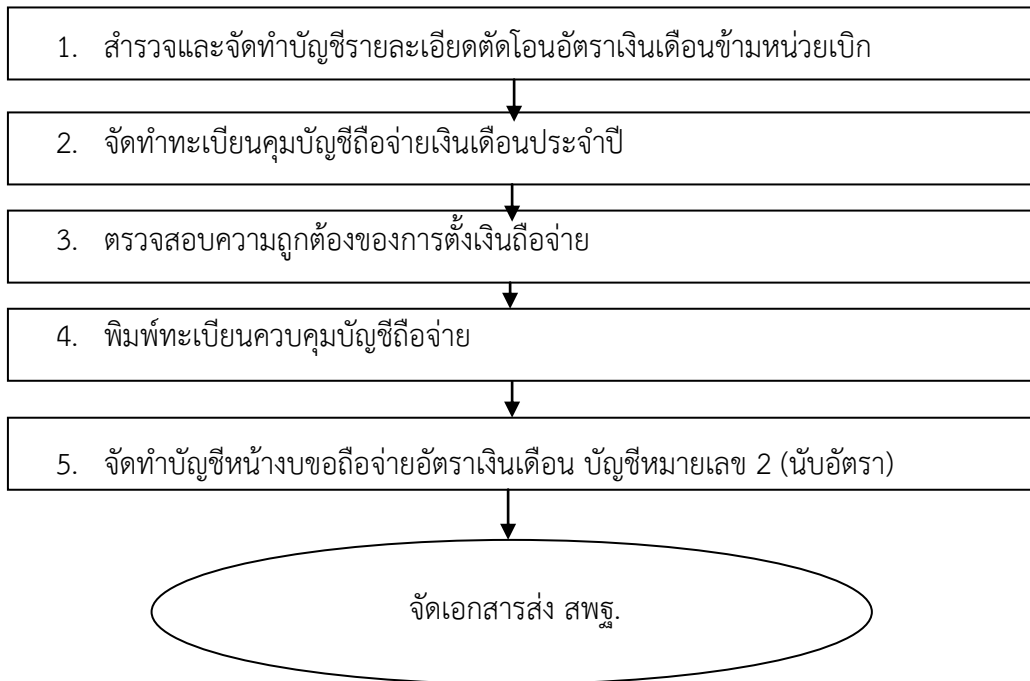 1. สำรวจและจัดทำบัญชีรายละเอียดตัดโอนอัตราเงินเดือนข้ามหน่วยเบิก
2. จัดทำทะเบียนคุมบัญชีถือจ่ายเงินเดือนประจำปี
3. ตรวจสอบความถูกต้องของการตั้งเงินถือจ่าย
4. พิมพ์ทะเบียนควบคุมบัญชีถือจ่าย
5. จัดทำบัญชีหน้างบขอถือจ่ายอัตราเงินเดือน บัญชีหมายเลข 2 (นับอัตรา)
จัดเอกสารส่ง สพฐ.